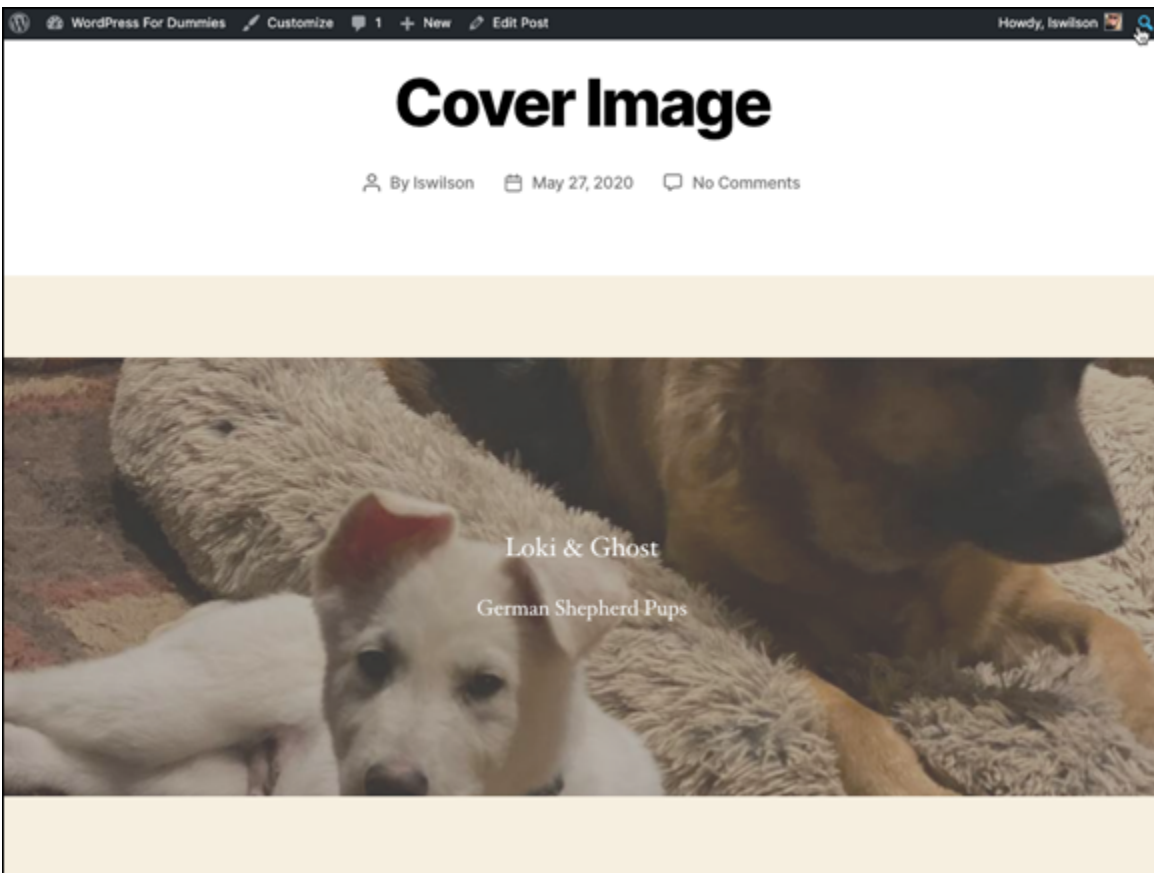 WordPress For Dummies Customize 1 New Edit Post Howdy, lswilson
Cover Image
By lswilson May 27, 2020 No Comments
Loki & Ghost
German Shepherd Pups